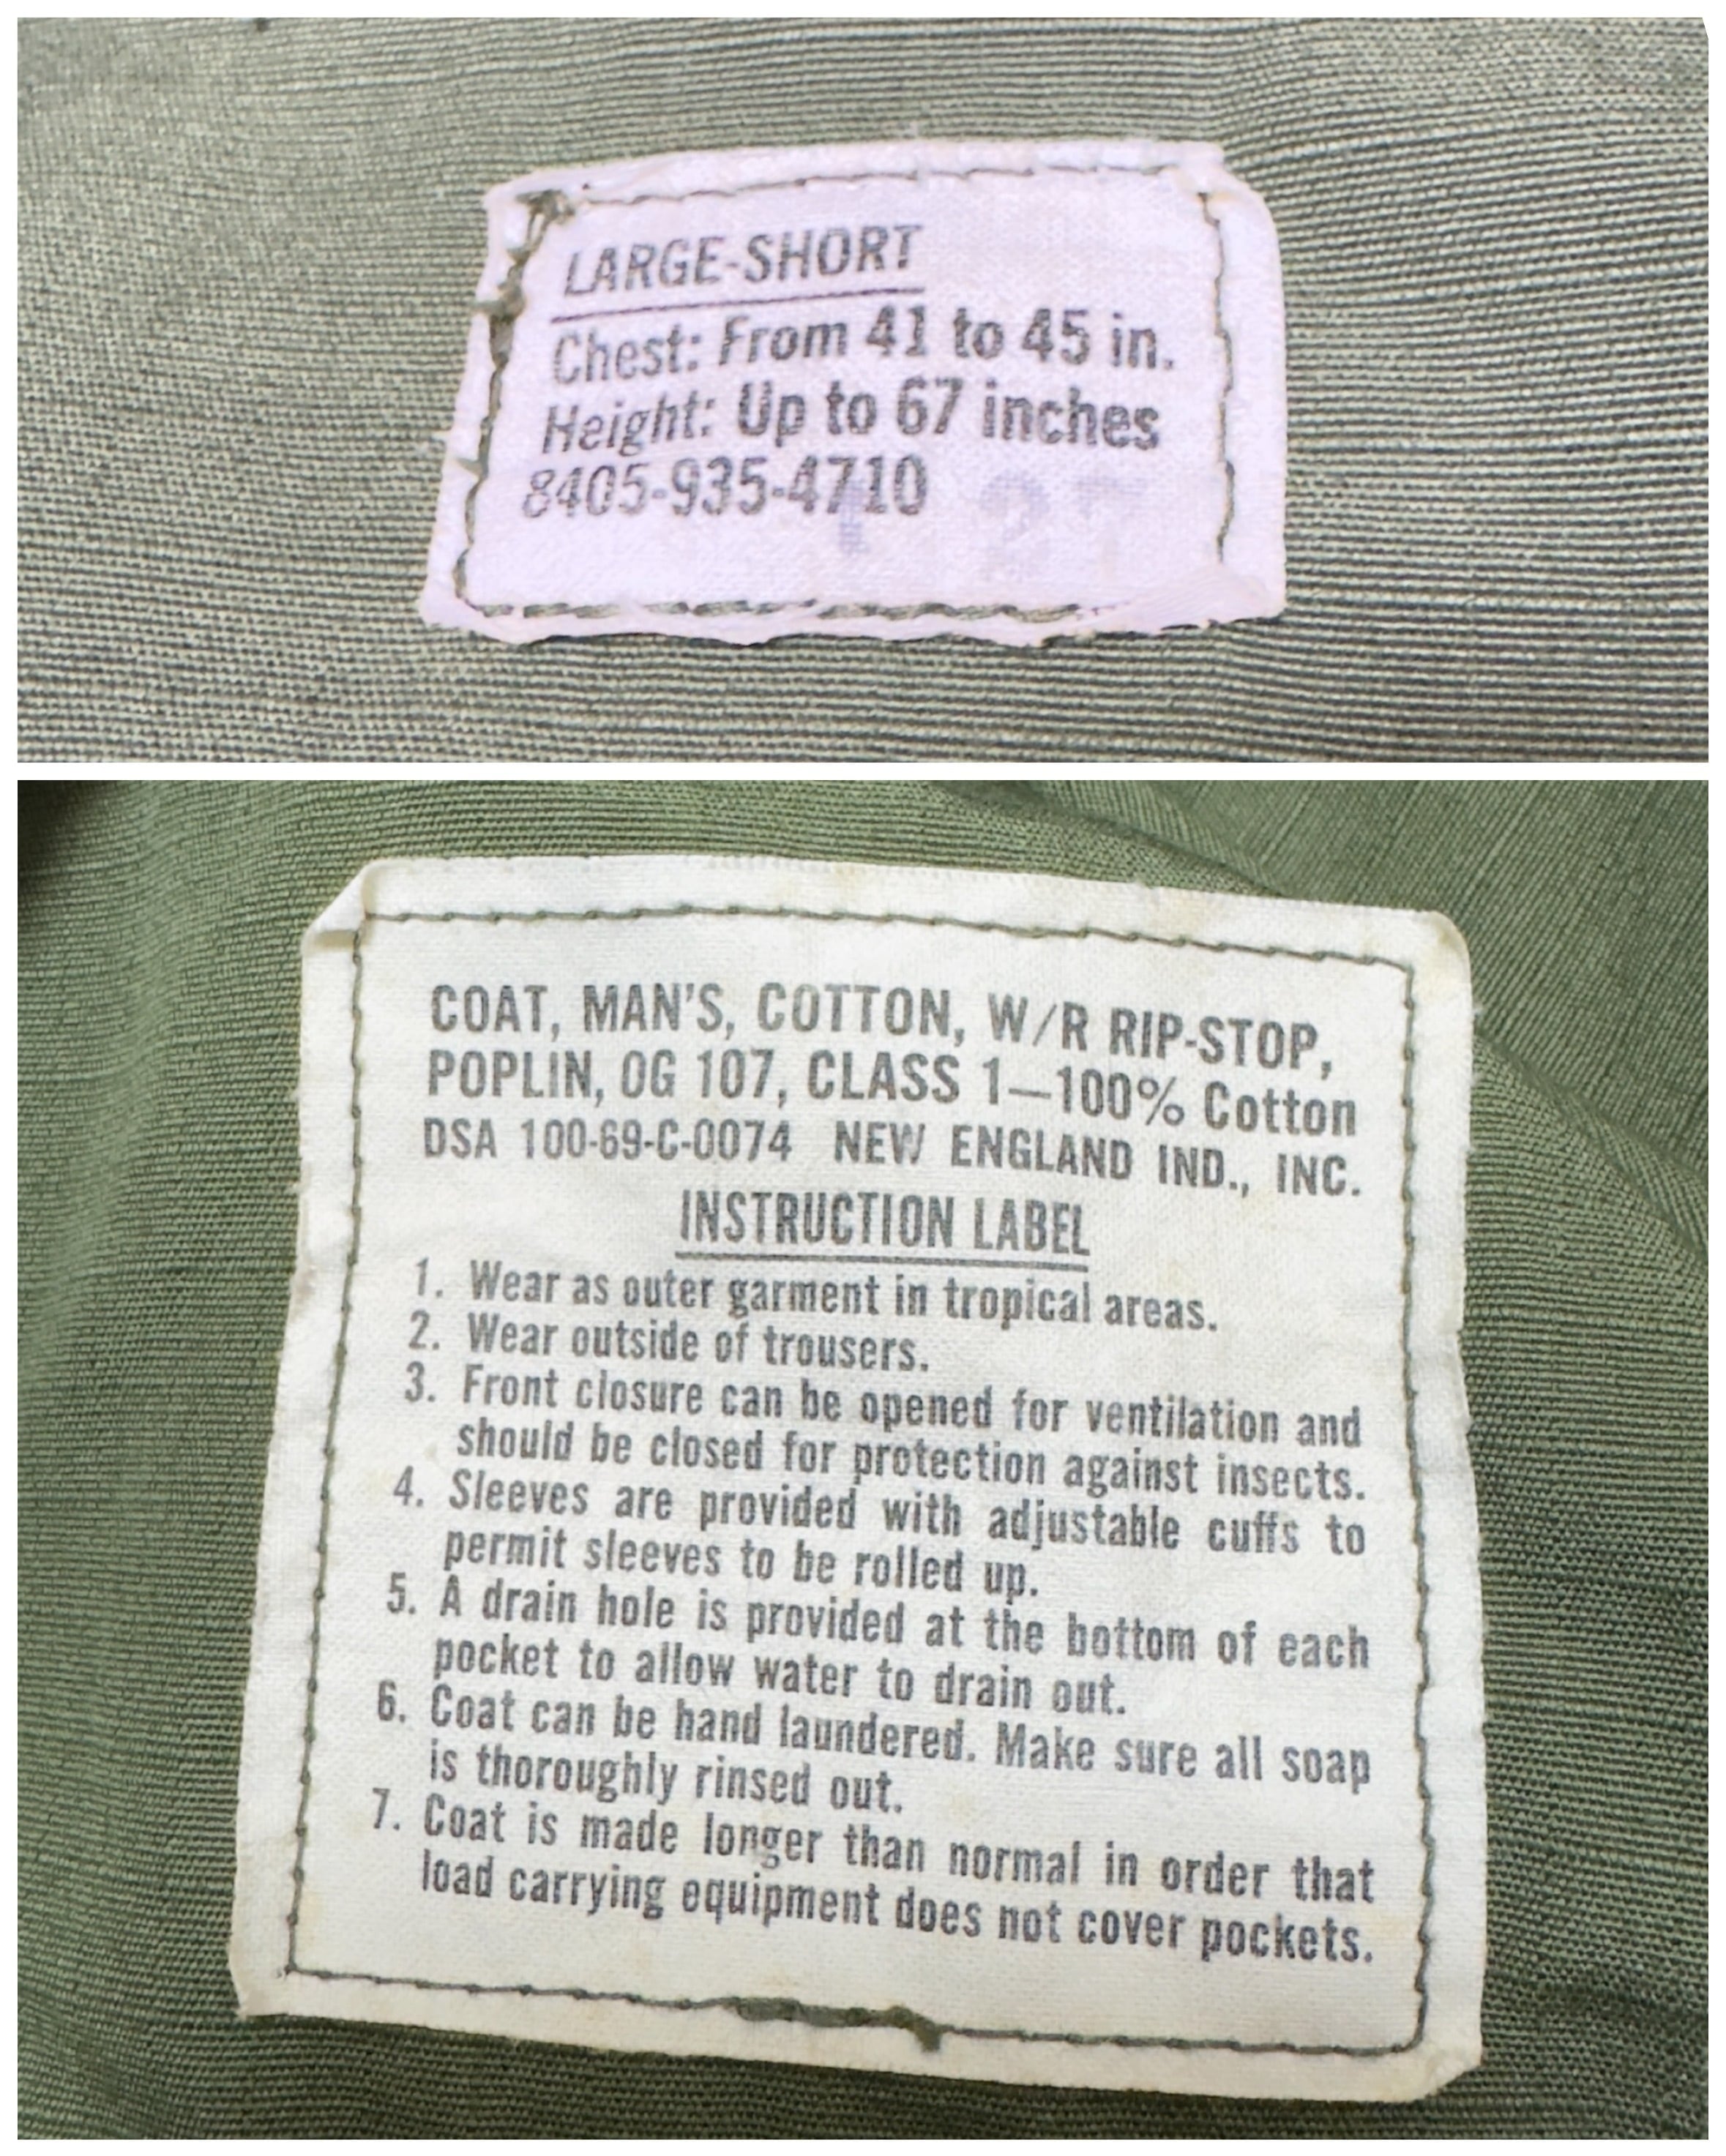 LARGE-SHORT
Chest: From 41 to 45 in.
Height: Up to 67 inches
8405-935-4710
27
COAT, MAN'S, COTTON, W/R RIP-STOP,
POPLIN, OG 107, CLASS 1—100% Cotton
DSA 100-69-C-0074 NEW ENGLAND IND., INC.
INSTRUCTION LABEL
1. Wear as outer garment in tropical areas.
2. Wear outside of trousers.
3. Front closure can be opened for ventilation and
should be closed for protection against insects.
4. Sleeves are provided with adjustable cuffs to
permit sleeves to be rolled up.
5. A drain hole is provided at the bottom of each
pocket to allow water to drain out.
6. Coat can be hand laundered. Make sure all soap
is thoroughly rinsed out.
7. Coat is made longer than normal in order that
load carrying equipment does not cover pockets.